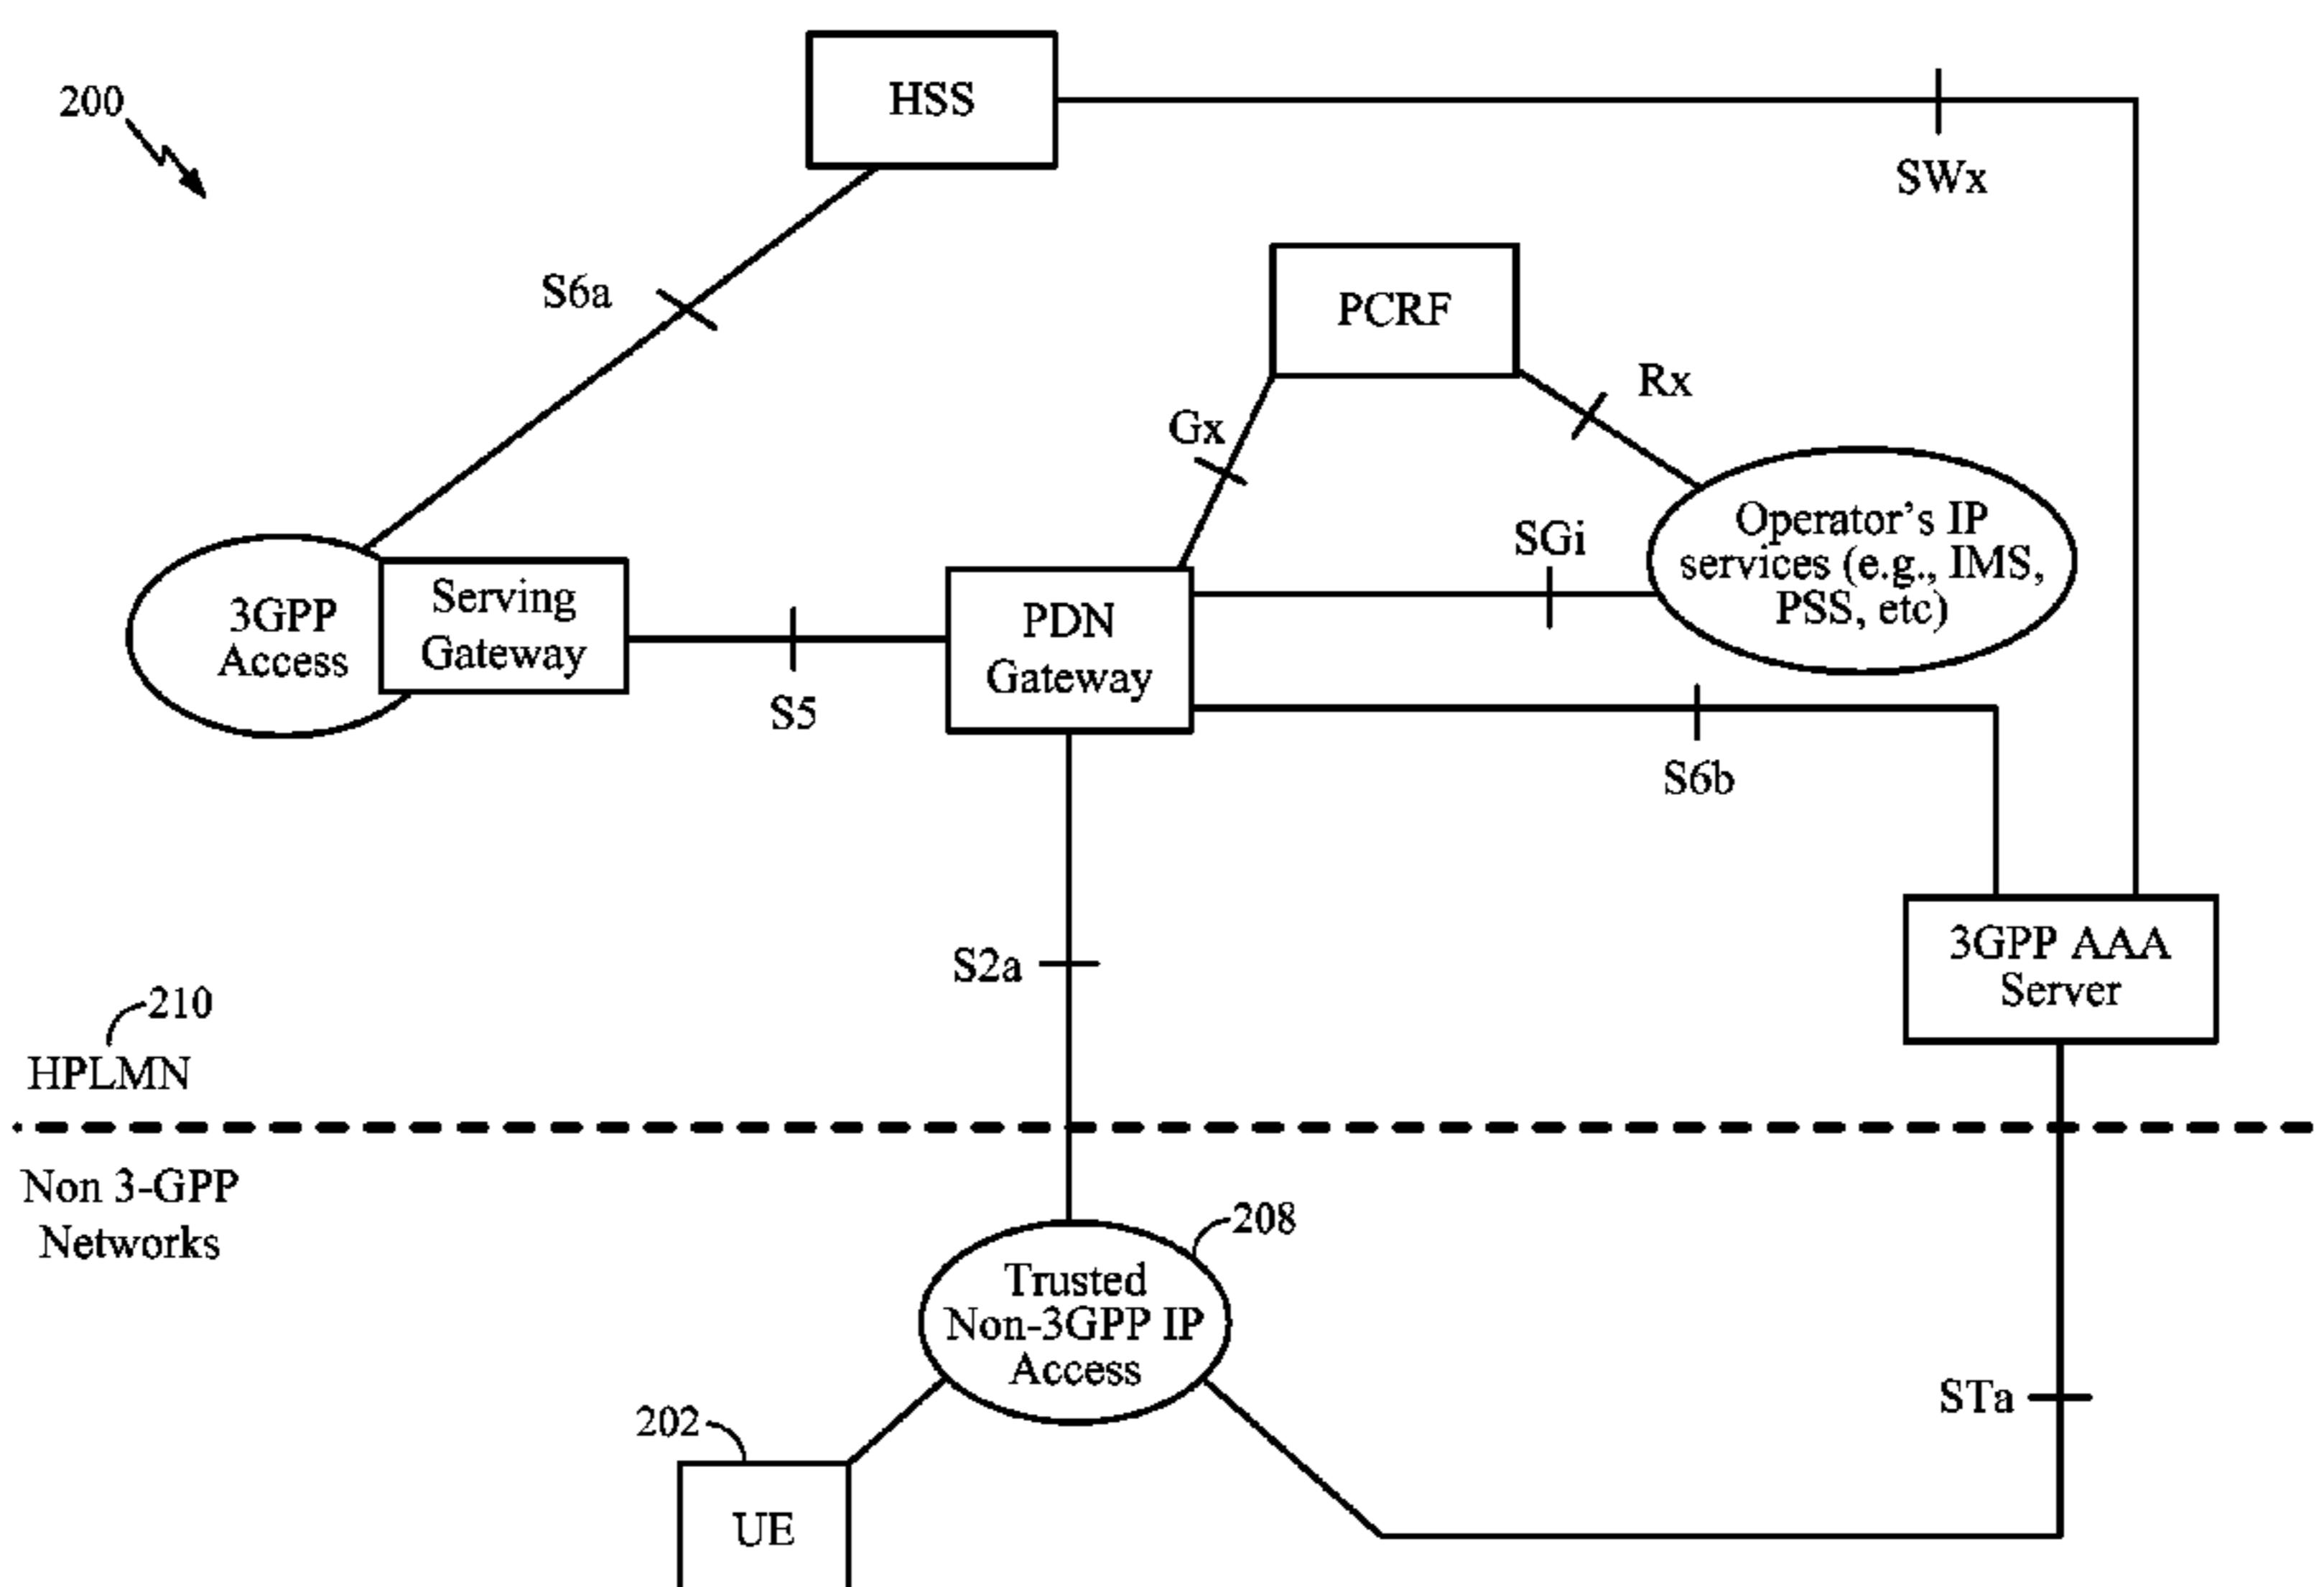 200
HSS
SWx
S6a
PCRF
Rx
Gx
Operator's IP
services (e.g., IMS,
PSS, etc)
SGi
3GPP
Access
Serving
Gateway
S5
PDN
Gateway
S6b
S2a
3GPP AAA
Server
210
HPLMN
Non 3-GPP
Networks
208
Trusted
Non-3GPP IP
Access
STa
202
UE